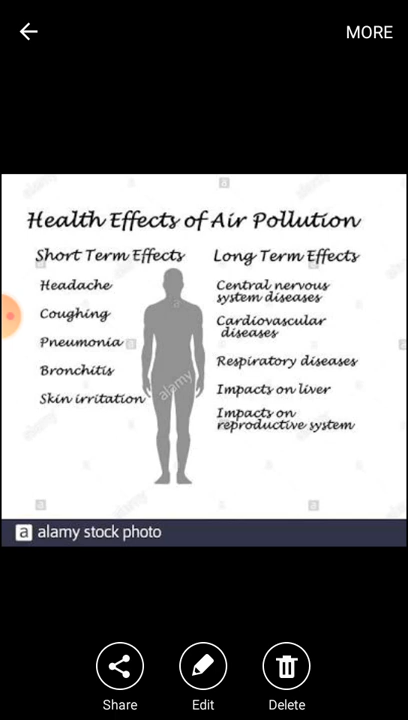 MORE
Health Effects of Air Pollution
Short Term Effects
Headache
Coughing
Pneumonia
Bronchitis
Skin irritation
Long Term Effects
Central nervous
system diseases
Cardiovascular
diseases
Respiratory diseases
Impacts on liver
Impacts on
reproductive system
alamy
a alamy stock photo
Share
Edit
Delete